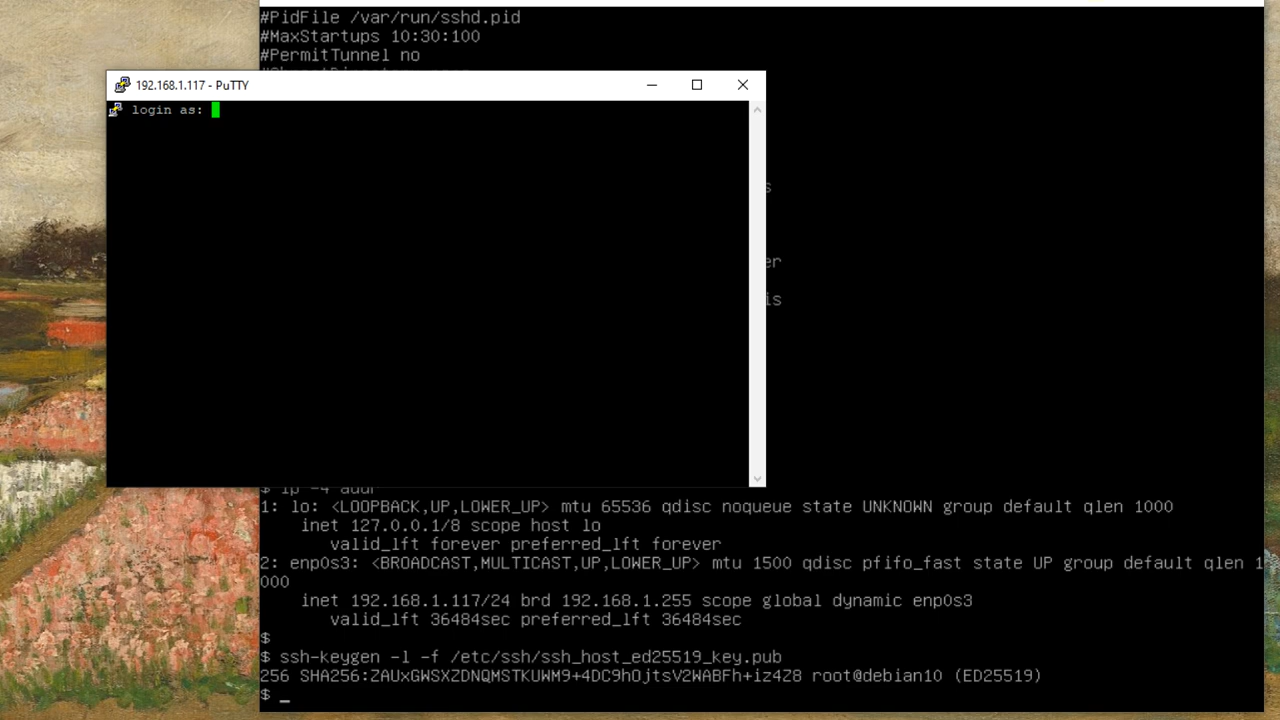 #PidFile /var/run/sshd.pid
#MaxStartups 10:30:100
#PermitTunnel no
192.168.1.117 - PuTTY
login as:
s
er
is
$ ip -4 addr
1: lo: <LOOPBACK,UP,LOWER_UP> mtu 65536 qdisc noqueue state UNKNOWN group default qlen 1000
inet 127.0.0.1/8 scope host lo
valid_lft forever preferred_lft forever
2: enp0s3: <BROADCAST,MULTICAST,UP,LOWER_UP> mtu 1500 qdisc pfifo_fast state UP group default qlen 1
000
inet 192.168.1.117/24 brd 192.168.1.255 scope global dynamic enp0s3
valid_lft 36484sec preferred_lft 36484sec
$
$ ssh-keygen -l -f /etc/ssh/ssh_host_ed25519_key.pub
256 SHA256:ZAUxGWSXZDNQMSTKUWM9+4DC9hOjtsV2WABFh+iz4Z8 root@debian10 (ED25519)
$ _